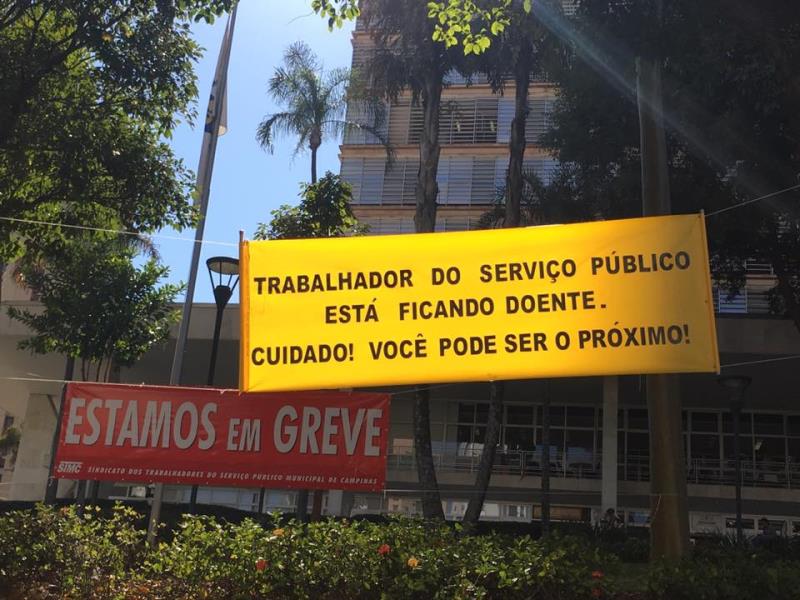 TRABALHADOR DO SERVIÇO PÚBLICO
ESTÁ FICANDO DOENTE.
CUIDADO! VOCÊ PODE SER O PRÓXIMO!
ESTAMOS EM GREVE
STMC SINDICATO DOS TRABALHADORES DO SERVIÇO PÚBLICO MUNICIPAL DE CAMPINAS